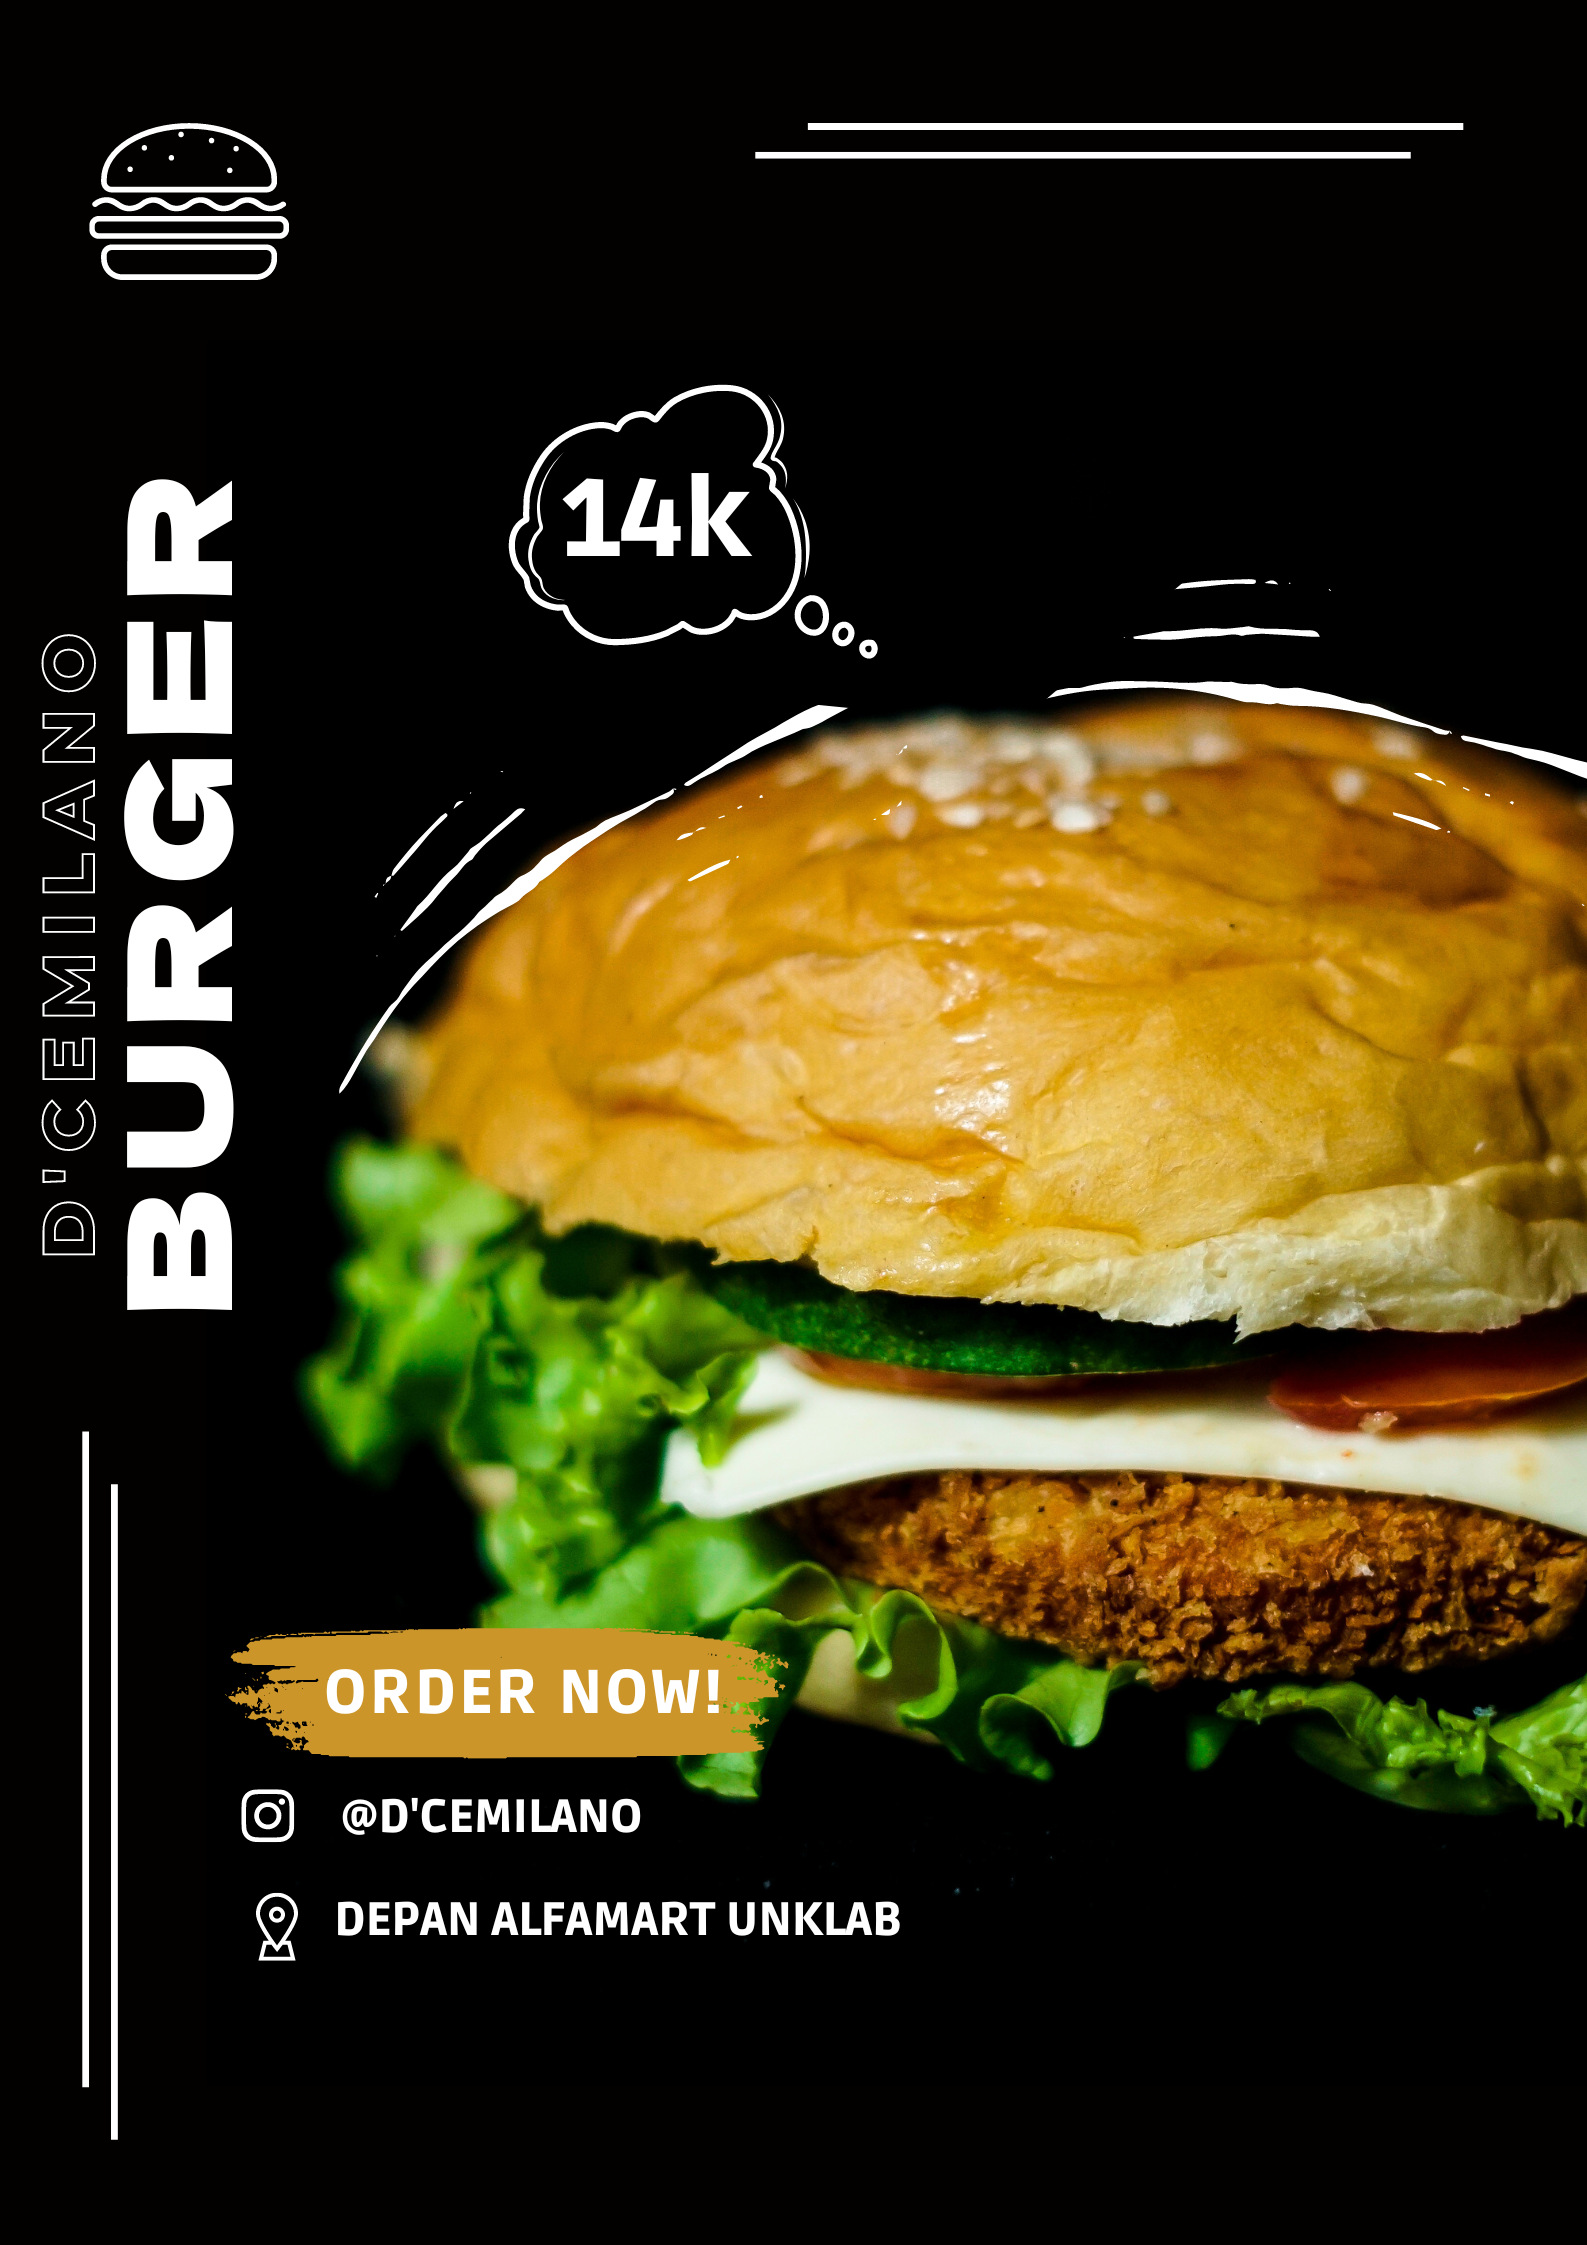 D'CEMILANO
BURGER
14k
ORDER NOW!
@D'CEMILANO
DEPAN ALFAMART UNKLAB